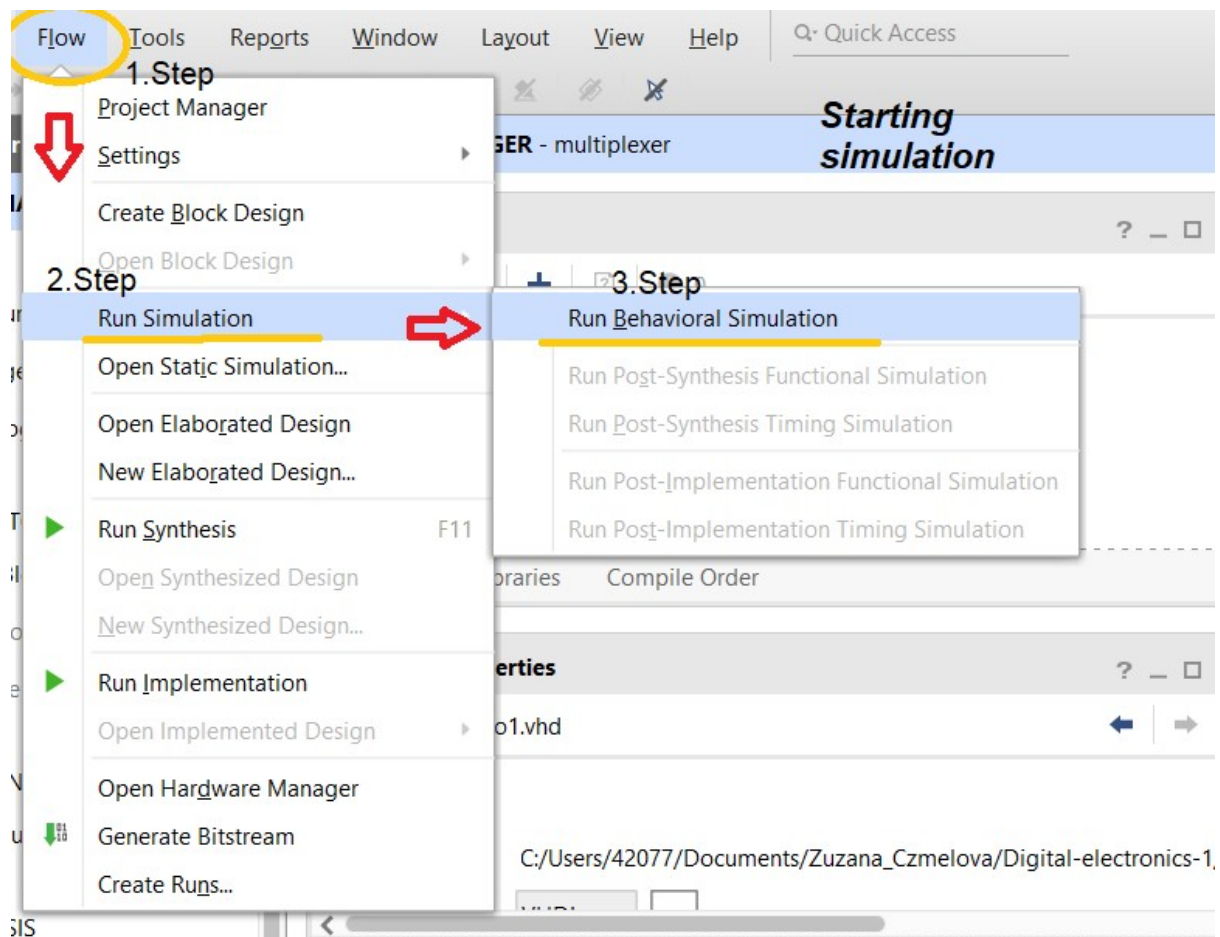 Flow Tools Reports Window Layout View Help Quick Access
1.Step
Project Manager
Starting
simulation
GER - multiplexer
Settings
Create Block Design
Open Block Design
2.Step
3.Step
Run Simulation
Run Behavioral Simulation
Open Static Simulation...
Run Post-Synthesis Functional Simulation
Open Elaborated Design
Run Post-Synthesis Timing Simulation
New Elaborated Design...
Run Post-Implementation Functional Simulation
Run Synthesis F11
Run Post-Implementation Timing Simulation
Open Synthesized Design
braries Compile Order
New Synthesized Design...
erties
Run Implementation
Open Implemented Design
o1.vhd
Open Hardware Manager
Generate Bitstream
C:/Users/42077/Documents/Zuzana_Czmelova/Digital-electronics-1/
Create Runs...
SIS